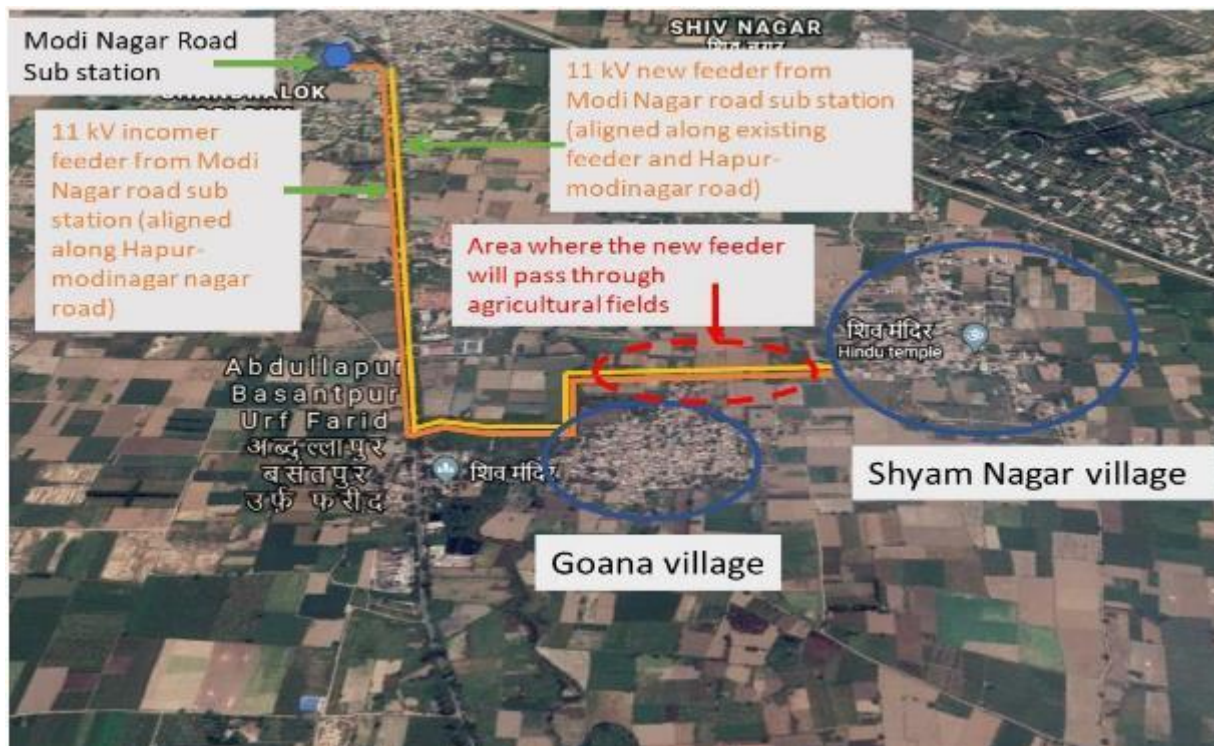 Modi Nagar Road
Sub station
SHIV NAGAR
11 kV new feeder from
Modi Nagar road sub station
(aligned along existing
feeder and Hapur-
modinagar road)
11 kV incomer
feeder from Modi
Nagar road sub
station (aligned
along Hapur-
modinagar nagar
road)
Area where the new feeder
will pass through
agricultural fields
शिव मंदिर
Hindu temple
Abdullapur
Basantpur
Urf Farid
अब्दुल्लापुर
बसंतपुर
उर्फ़ फरीद
शिव मंदिर
Shyam Nagar village
Goana village